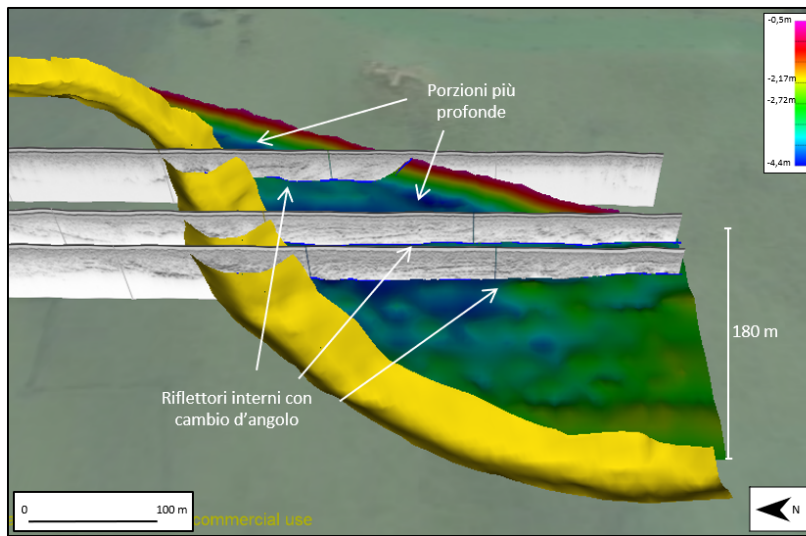 -0,5m
Porzioni più
profonde
-2,17m
-2,72m
-4,4m
180 m
Riflettori interni con
cambio d'angolo
0 100 m
N
commercial use